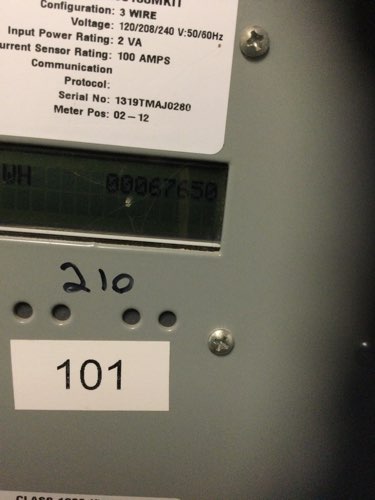 Configuration: 3 WIRE
Voltage: 120/208/240 V:50/60Hz
Input Power Rating: 2 VA
Current Sensor Rating: 100 AMPS
Communication
Protocol:
Serial No: 1319TMAJ0280
Meter Pos: 02-12
WH 00067650
210
101